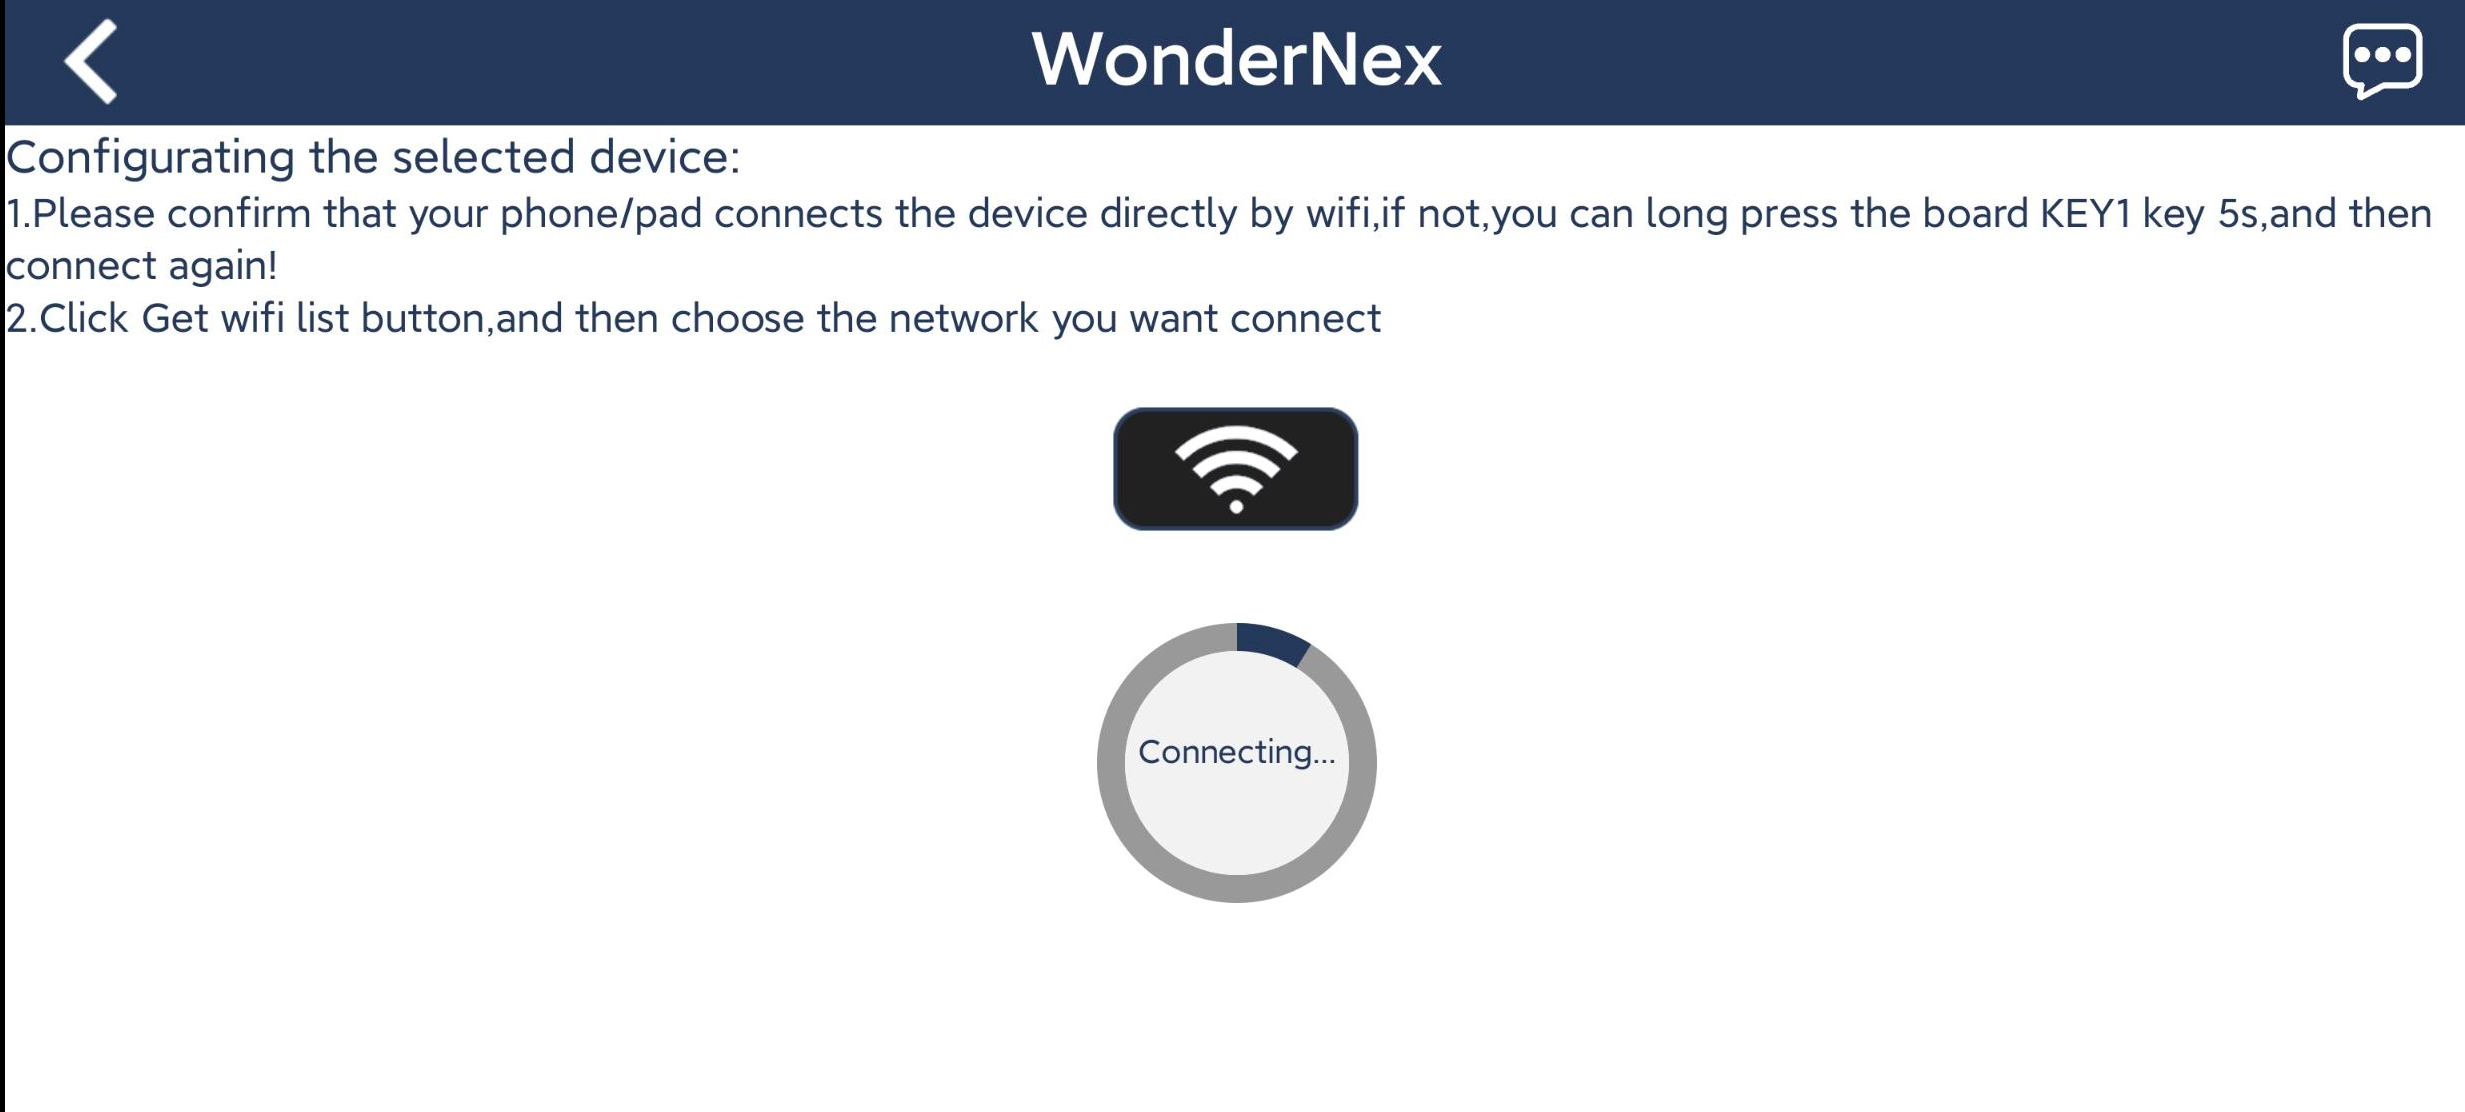 WonderNex
Configurating the selected device:
1.Please confirm that your phone/pad connects the device directly by wifi,if not,you can long press the board KEY1 key 5s,and then
connect again!
2.Click Get wifi list button,and then choose the network you want connect
Connecting...